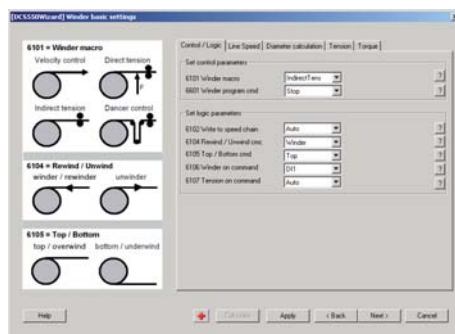 [DCS550Wizard] Winder basic settings
6101 = Winder macro
Velocity control
Direct tension
F
Indirect tension
Dancer control
6104 = Rewind / Unwind
winder / rewinder
unwinder
6105 = Top / Bottom
top / overwind
bottom / underwind
Control / Logic
Line Speed
Diameter calculation
Tension
Torque
Set control parameters
6101 Winder macro
IndirectTens
?
6601 Winder program cmd
Stop
?
Set logic parameters
6102 Write to speed chain
Auto
?
6104 Rewind / Unwind cmd
Winder
?
6105 Top / Bottom cmd
Top
?
6106 Winder on command
DI1
?
6107 Tension on command
Auto
?
Help
Apply
< Back
Next >
Cancel